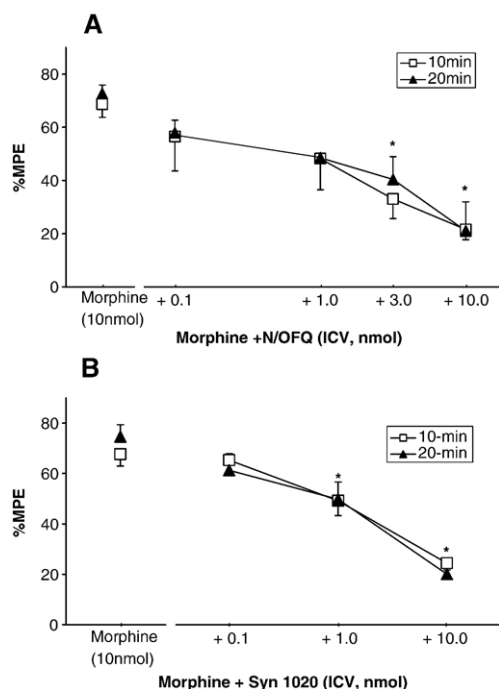 A
10min
20min
80
60
40
20
0
%MPE
*
*
Morphine
(10nmol)
+ 0.1
+ 1.0
+ 3.0
+ 10.0
Morphine +N/OFQ (ICV, nmol)
B
10-min
20-min
80
60
40
20
0
%MPE
*
*
Morphine
(10nmol)
+ 0.1
+ 1.0
+ 10.0
Morphine + Syn 1020 (ICV, nmol)